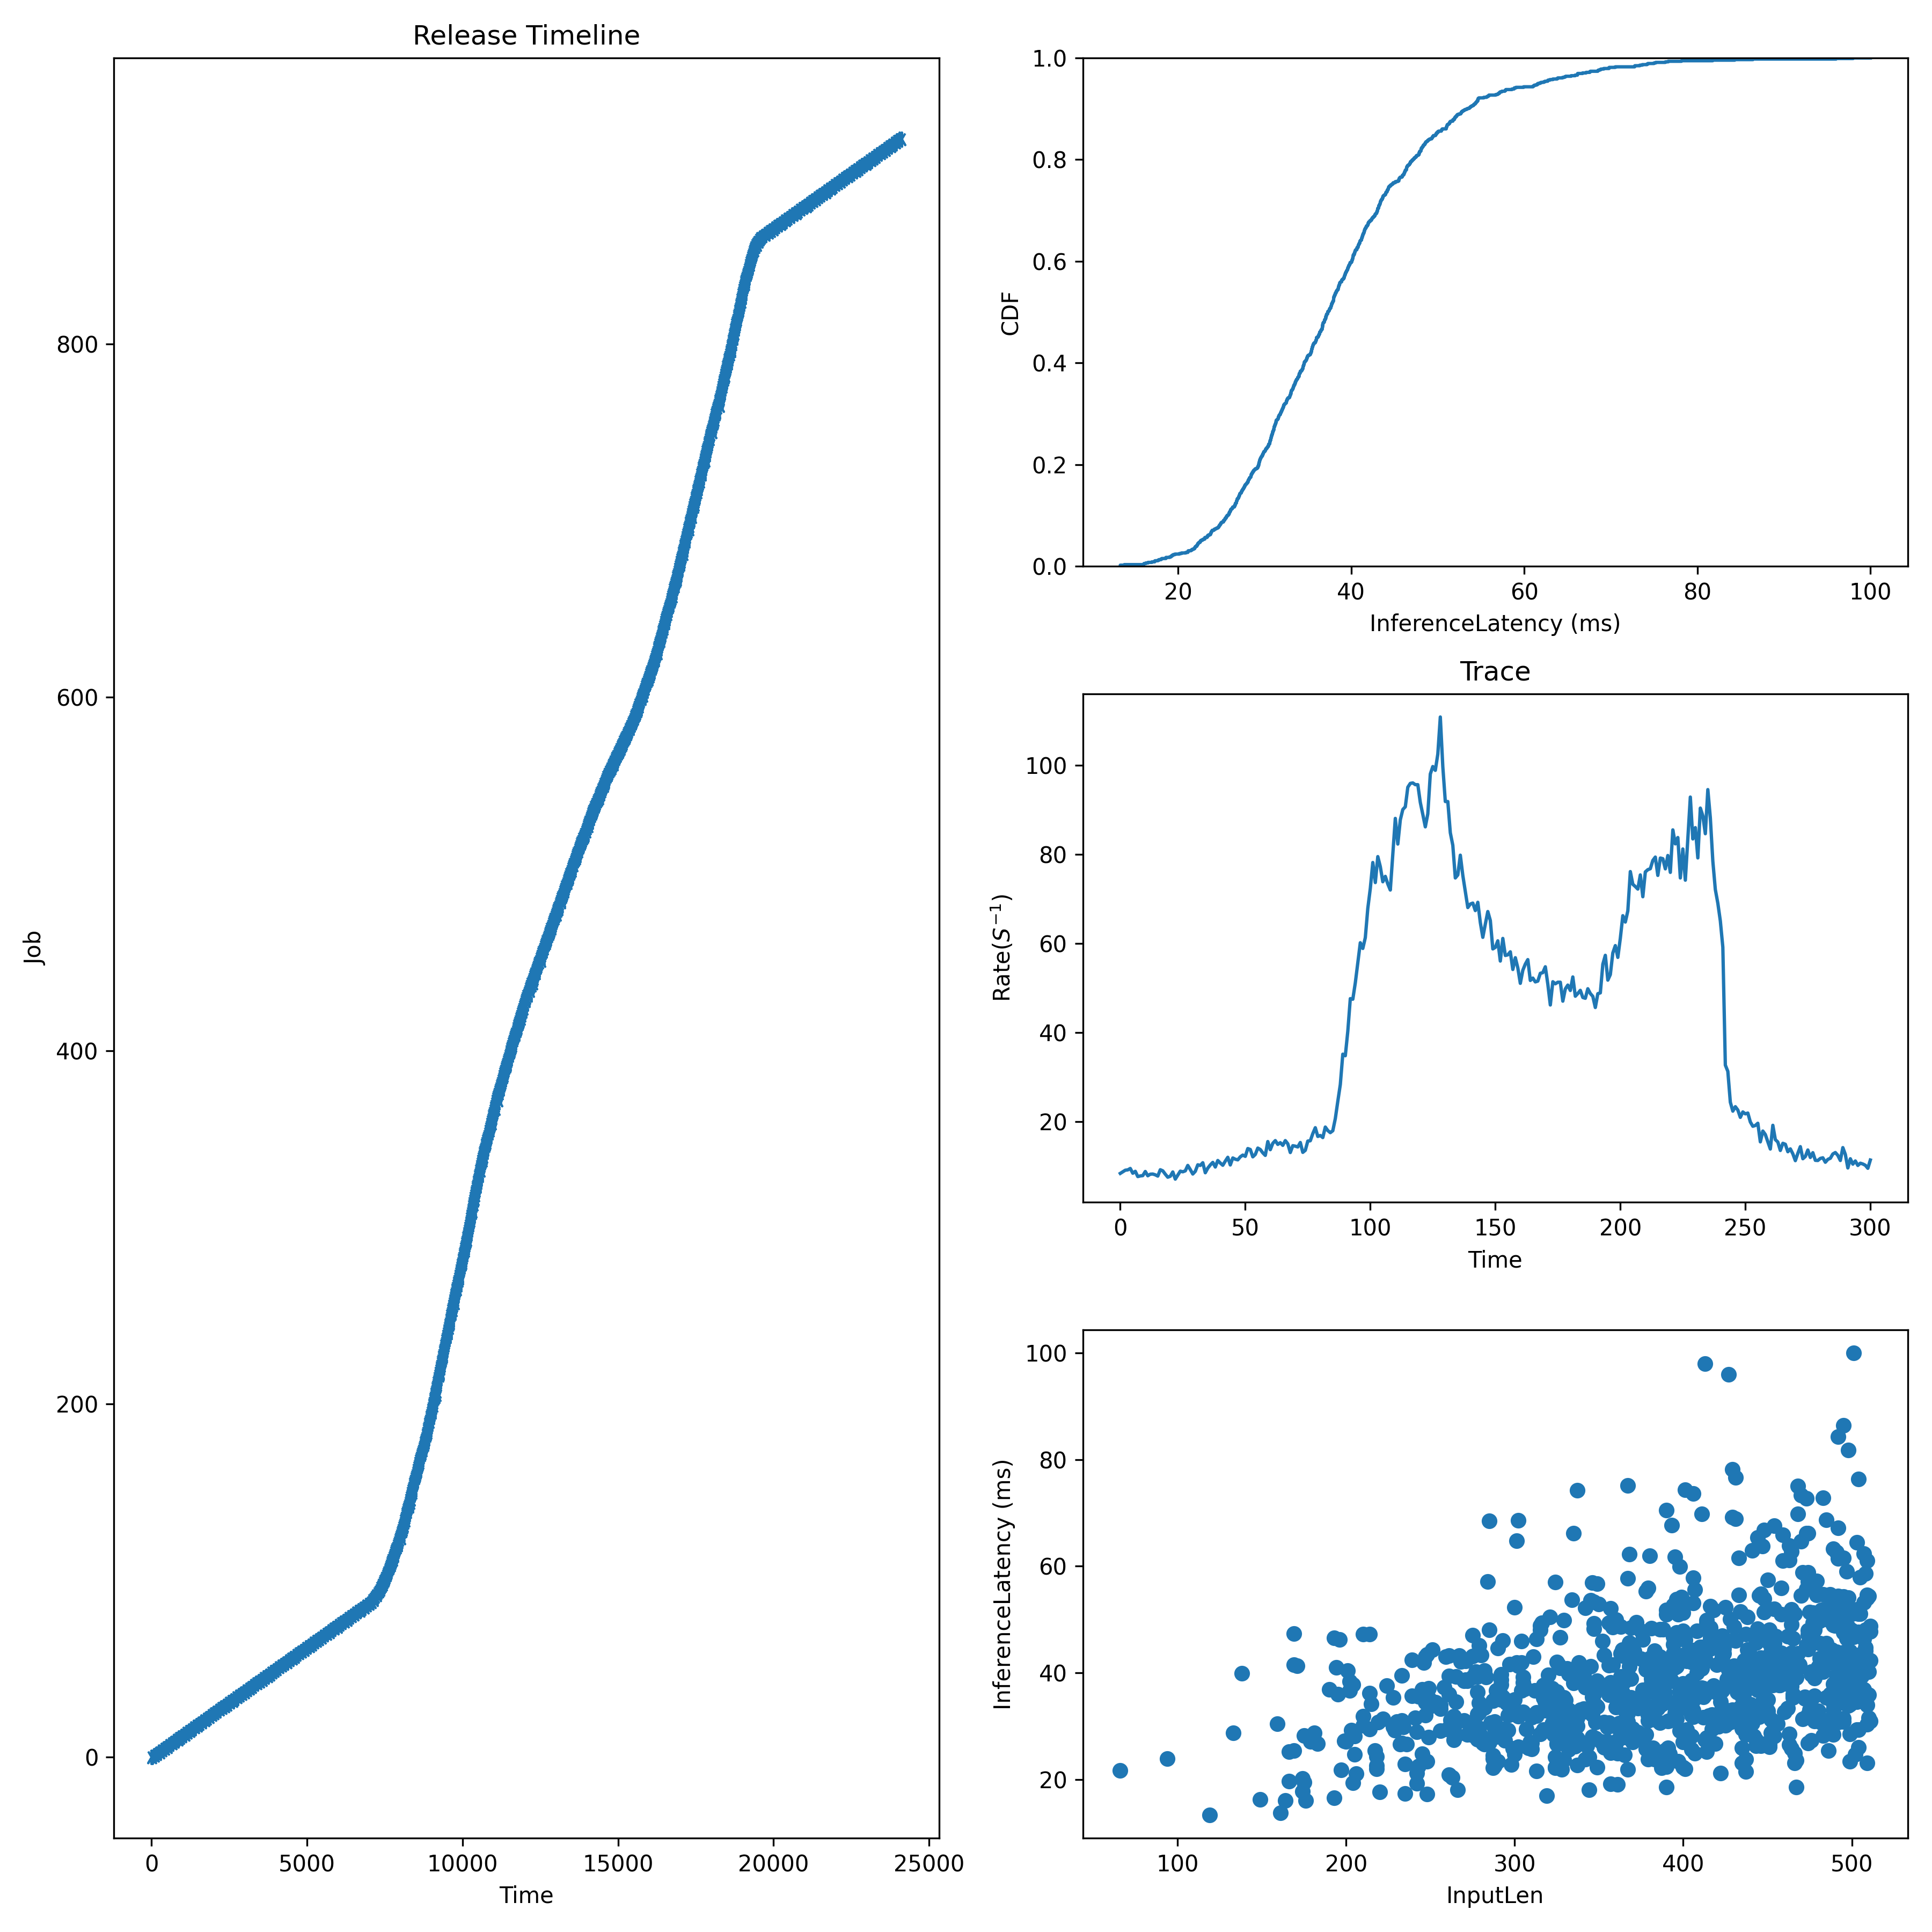 Release Timeline
Job
800
600
400
200
0
0 5000 10000 15000 20000 25000
Time
CDF
1.0
0.8
0.6
0.4
0.2
0.0
20 40 60 80 100
InferenceLatency (ms)
Trace
Rate(S⁻¹)
100
80
60
40
20
0 50 100 150 200 250 300
Time
InferenceLatency (ms)
100
80
60
40
20
100 200 300 400 500
InputLen